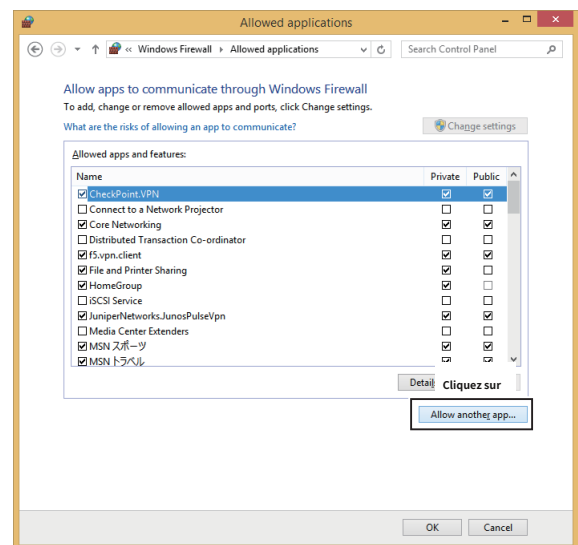 Allowed applications
« Windows Firewall Allowed applications
Search Control Panel
Allow apps to communicate through Windows Firewall
To add, change or remove allowed apps and ports, click Change settings.
What are the risks of allowing an app to communicate?
Change settings
Allowed apps and features:
Name Private Public
CheckPoint.VPN
Connect to a Network Projector
Core Networking
Distributed Transaction Co-ordinator
f5.vpn.client
File and Printer Sharing
HomeGroup
iSCSI Service
JuniperNetworks.JunosPulseVpn
Media Center Extenders
MSN スポーツ
MSN トラベル
Detail
Cliquez sur
Allow another app...
OK Cancel